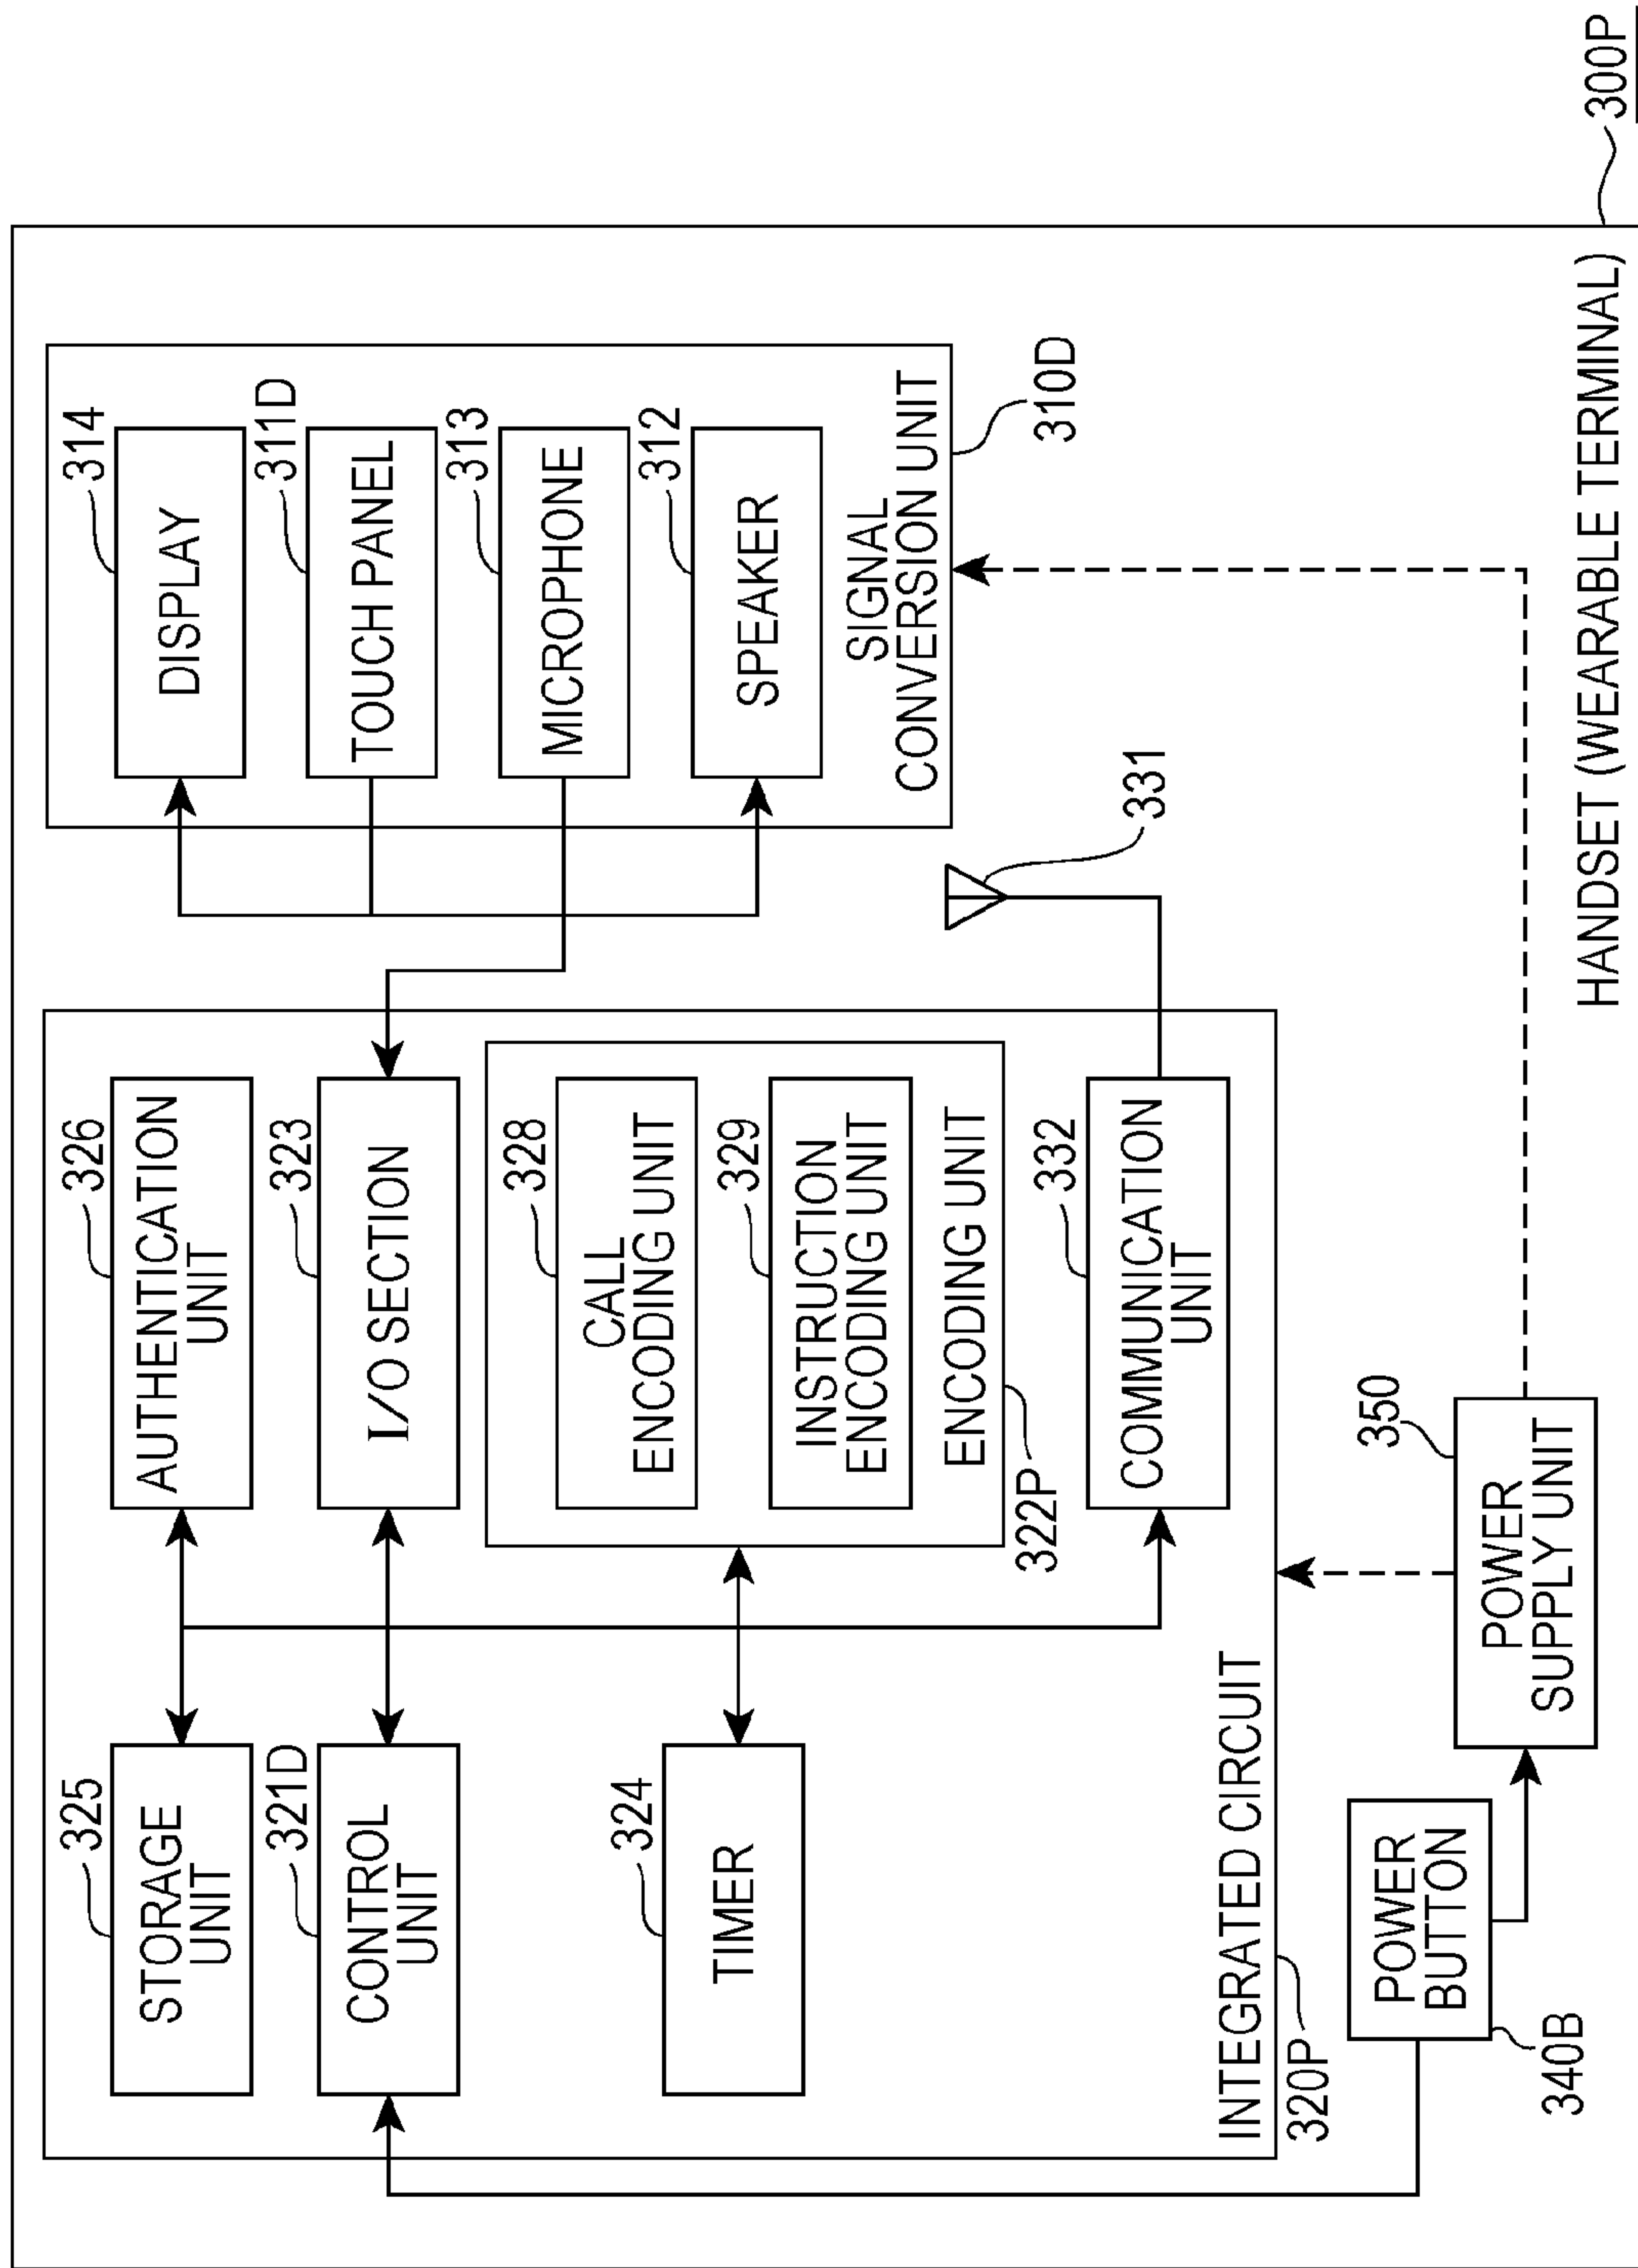 300P
HANDSET (WEARABLE TERMINAL)
INTEGRATED CIRCUIT
320P
325
STORAGE
UNIT
326
AUTHENTICATION
UNIT
321D
CONTROL
UNIT
323
I/O SECTION
324
TIMER
328
CALL
ENCODING UNIT
329
INSTRUCTION
ENCODING UNIT
ENCODING UNIT
322P
332
COMMUNICATION
UNIT
331
314
DISPLAY
311D
TOUCH PANEL
313
MICROPHONE
312
SPEAKER
SIGNAL
CONVERSION UNIT
310D
POWER
BUTTON
340B
350
POWER
SUPPLY UNIT